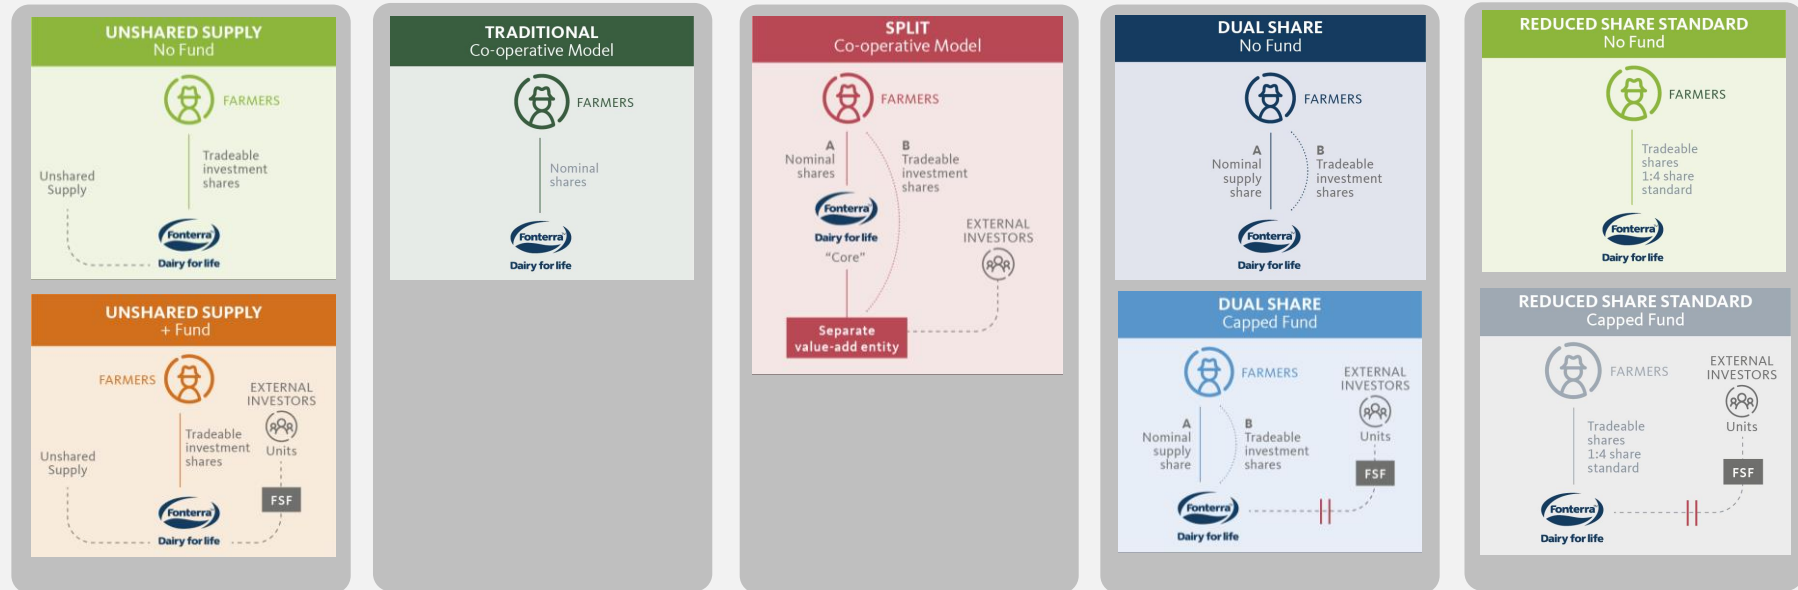 UNSHARED SUPPLY
No Fund
FARMERS
Tradeable
investment
shares
Unshared
Supply
Fonterra
Dairy for life
UNSHARED SUPPLY
+ Fund
FARMERS
EXTERNAL
INVESTORS
Units
Tradeable
investment
shares
Unshared
Supply
FSF
Fonterra
Dairy for life
TRADITIONAL
Co-operative Model
FARMERS
Nominal
shares
Fonterra
Dairy for life
SPLIT
Co-operative Model
FARMERS
A
Nominal
shares
B
Tradeable
investment
shares
Fonterra
Dairy for life
"Core"
EXTERNAL
INVESTORS
Separate
value-add entity
DUAL SHARE
No Fund
FARMERS
A
Nominal
supply
share
B
Tradeable
investment
shares
Fonterra
Dairy for life
DUAL SHARE
Capped Fund
FARMERS
EXTERNAL
INVESTORS
Units
A
Nominal
supply
share
B
Tradeable
investment
shares
FSF
Fonterra
Dairy for life
REDUCED SHARE STANDARD
No Fund
FARMERS
Tradeable
shares
1:4 share
standard
Fonterra
Dairy for life
REDUCED SHARE STANDARD
Capped Fund
FARMERS
EXTERNAL
INVESTORS
Units
Tradeable
shares
1:4 share
standard
FSF
Fonterra
Dairy for life